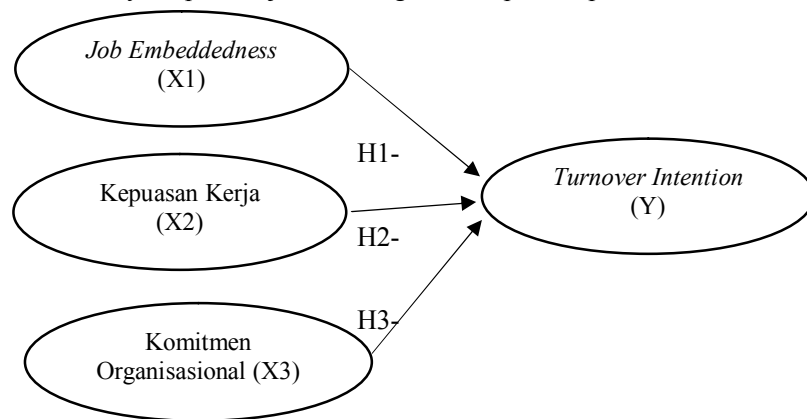 Job Embeddedness
(X1)
H1-
Kepuasan Kerja
(X2)
H2-
Turnover Intention
(Y)
H3-
Komitmen
Organisasional (X3)